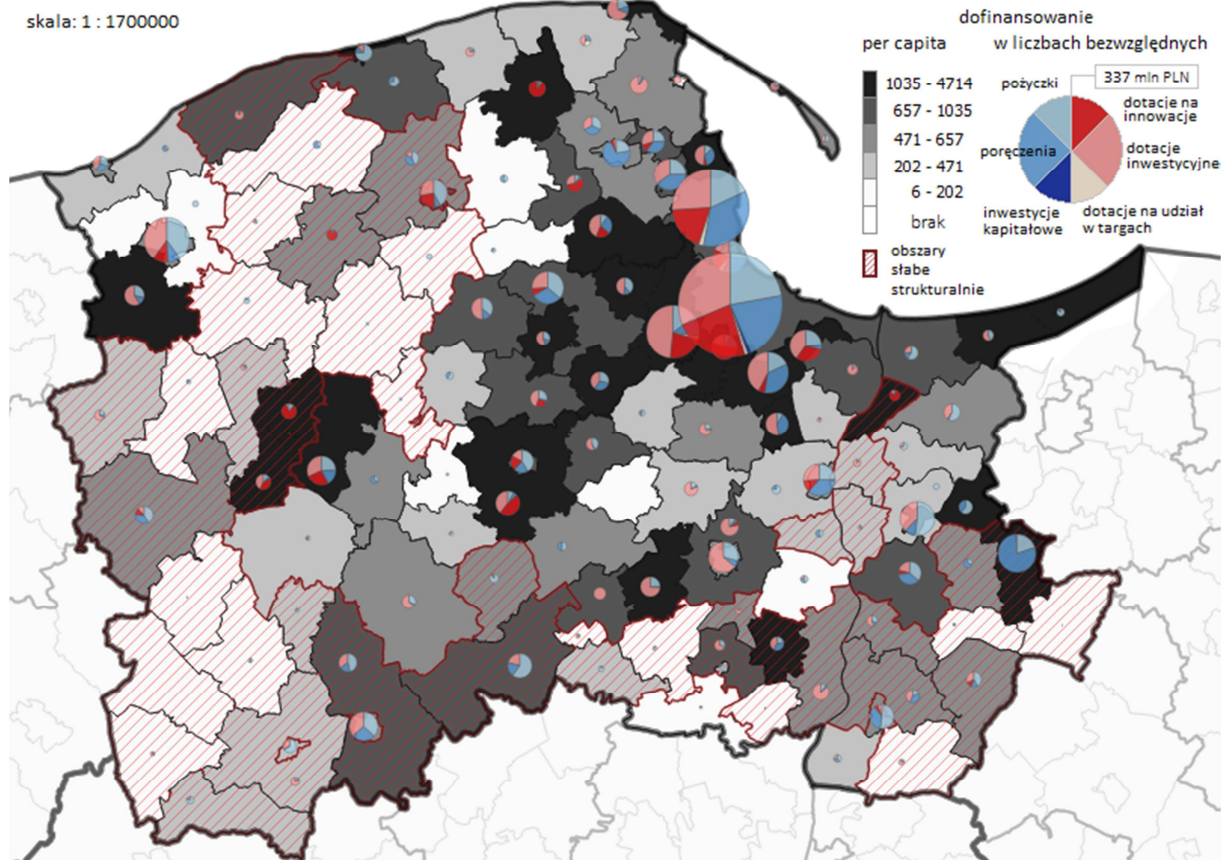 skala: 1 : 1700000
dofinansowanie
per capita
w liczbach bezwzględnych
1035 - 4714
657 - 1035
471 - 657
202 - 471
6 - 202
brak
obszary
słabe
strukturalnie
337 mln PLN
pożyczki
dotacje na
innowacje
poręczenia
dotacje
inwestycyjne
inwestycje
kapitałowe
dotacje na udział
w targach